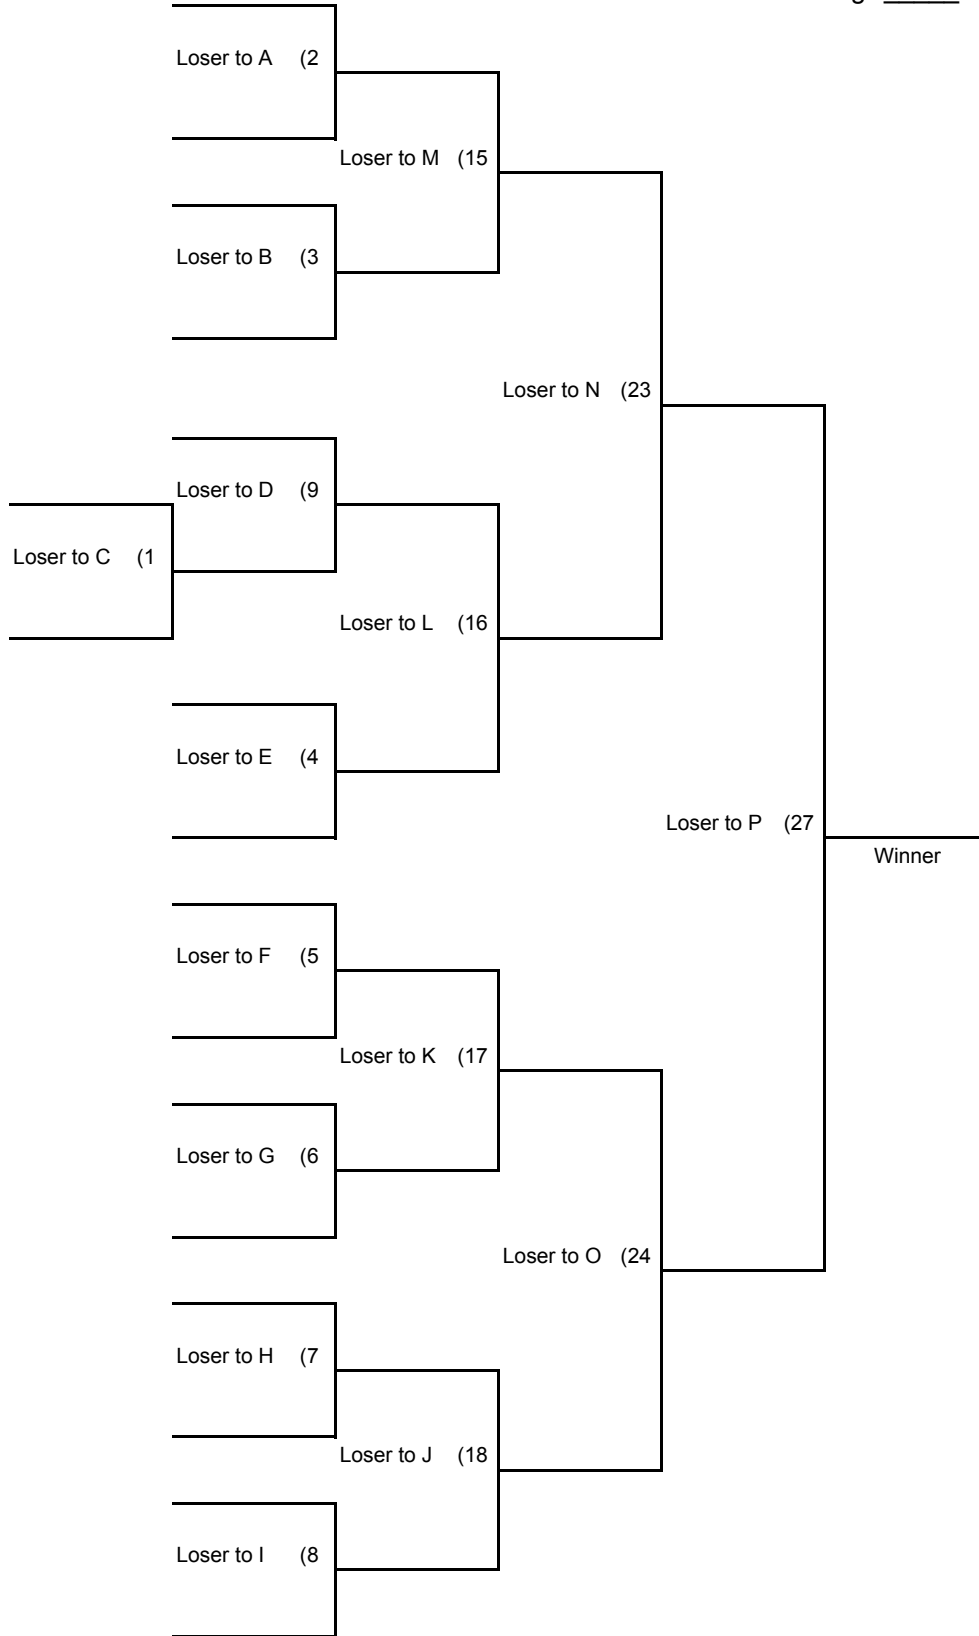 Loser to A (2
Loser to M (15
Loser to B (3
Loser to N (23
Loser to D (9
Loser to C (1
Loser to L (16
Loser to E (4
Loser to P (27
Winner
Loser to F (5
Loser to K (17
Loser to G (6
Loser to O (24
Loser to H (7
Loser to J (18
Loser to I (8